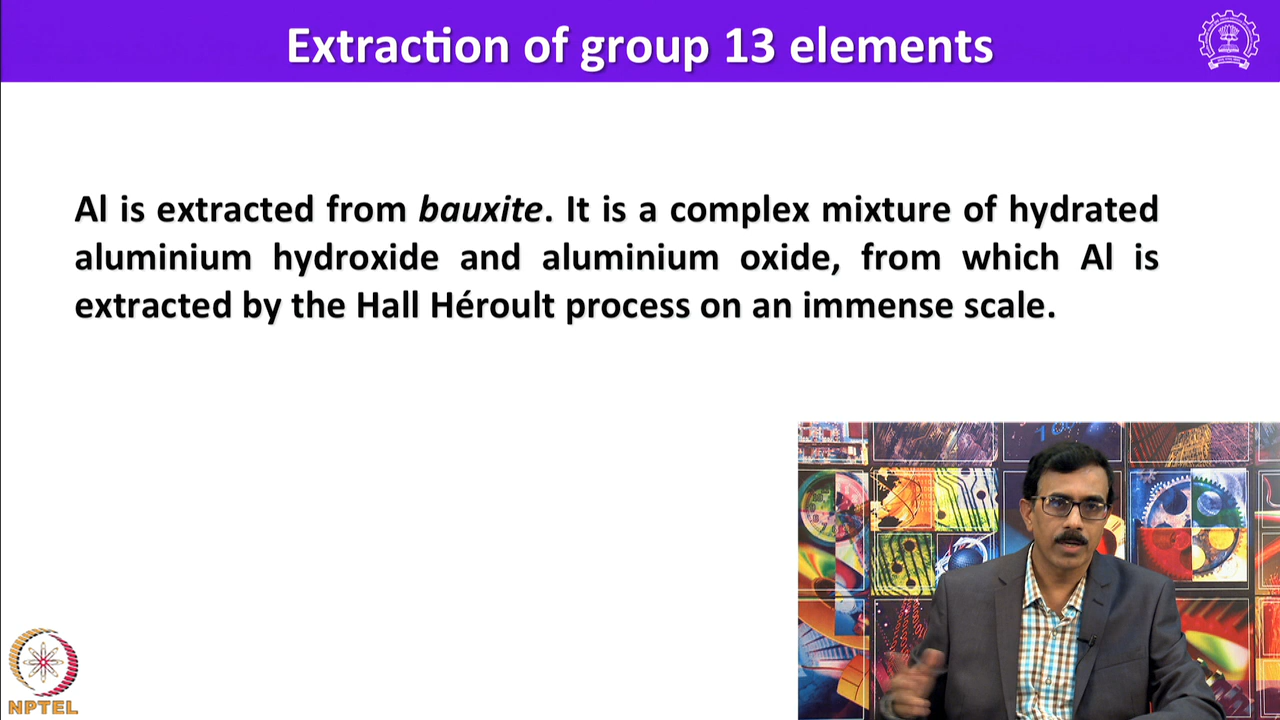 Extraction of group 13 elements
Al is extracted from bauxite. It is a complex mixture of hydrated
aluminium hydroxide and aluminium oxide, from which Al is
extracted by the Hall Héroult process on an immense scale.
NPTEL